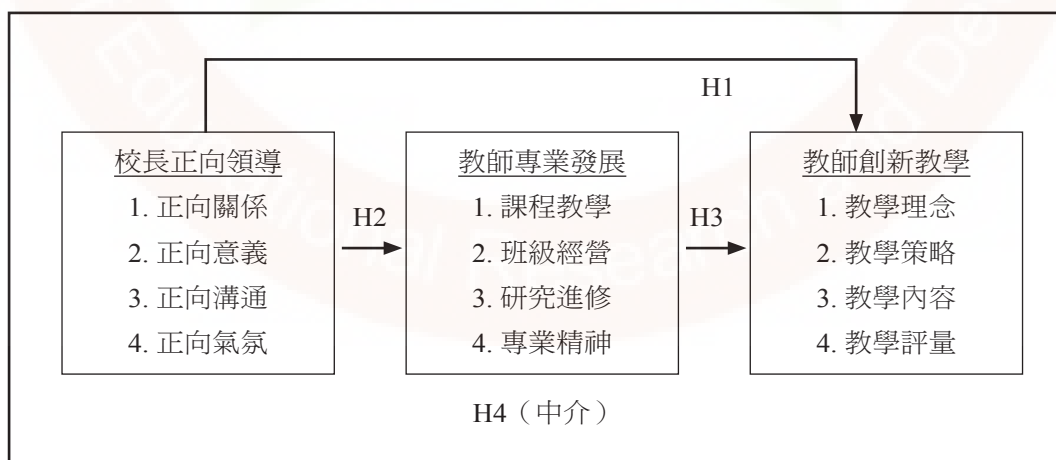 H1
校長正向領導
1. 正向關係
2. 正向意義
3. 正向溝通
4. 正向氣氛
H2
教師專業發展
1. 課程教學
2. 班級經營
3. 研究進修
4. 專業精神
H3
教師創新教學
1. 教學理念
2. 教學策略
3. 教學內容
4. 教學評量
H4（中介）